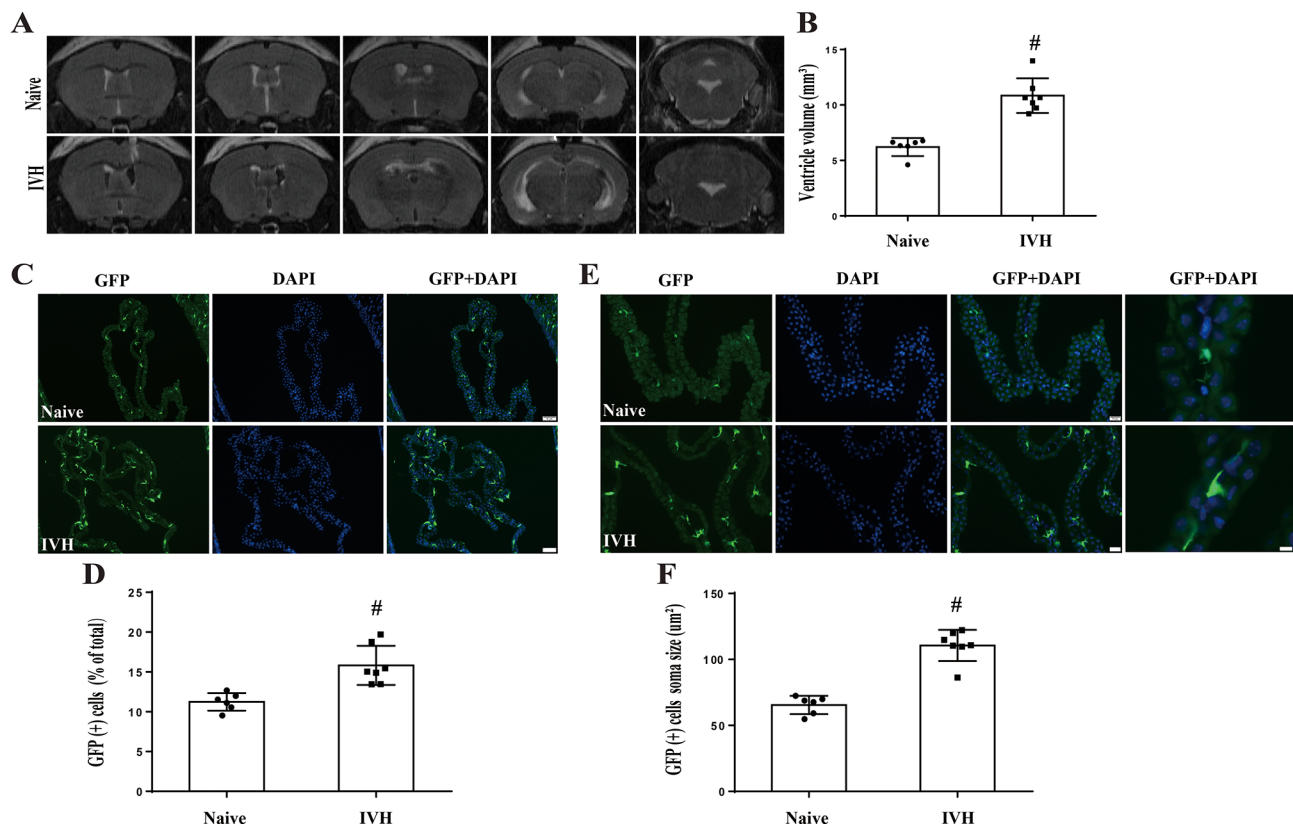 A
Naive
IVH
B
#
Ventricle volume (mm³)
15
10
5
0
Naive
IVH
C
GFP
DAPI
GFP+DAPI
Naive
IVH
E
GFP
DAPI
GFP+DAPI
GFP+DAPI
Naive
IVH
D
#
GFP (+) cells (% of total)
25
20
15
10
5
0
Naive
IVH
F
#
GFP (+) cells soma size (um²)
150
100
50
0
Naive
IVH